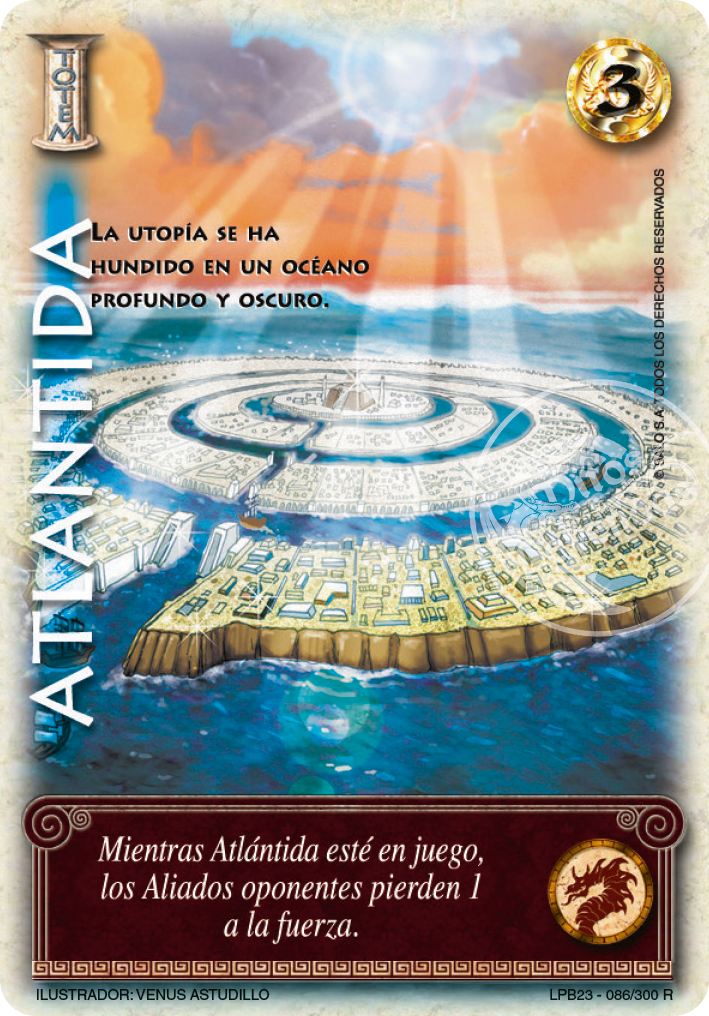 TOTEM
3
ATLANTIDA
LA UTOPÍA SE HA
HUNDIDO EN UN OCÉANO
PROFUNDO Y OSCURO.
TODOS LOS DERECHOS RESERVADOS
Mientras Atlántida esté en juego,
los Aliados oponentes pierden 1
a la fuerza.
ILUSTRADOR: VENUS ASTUDILLO
LPB23 - 086/300 R